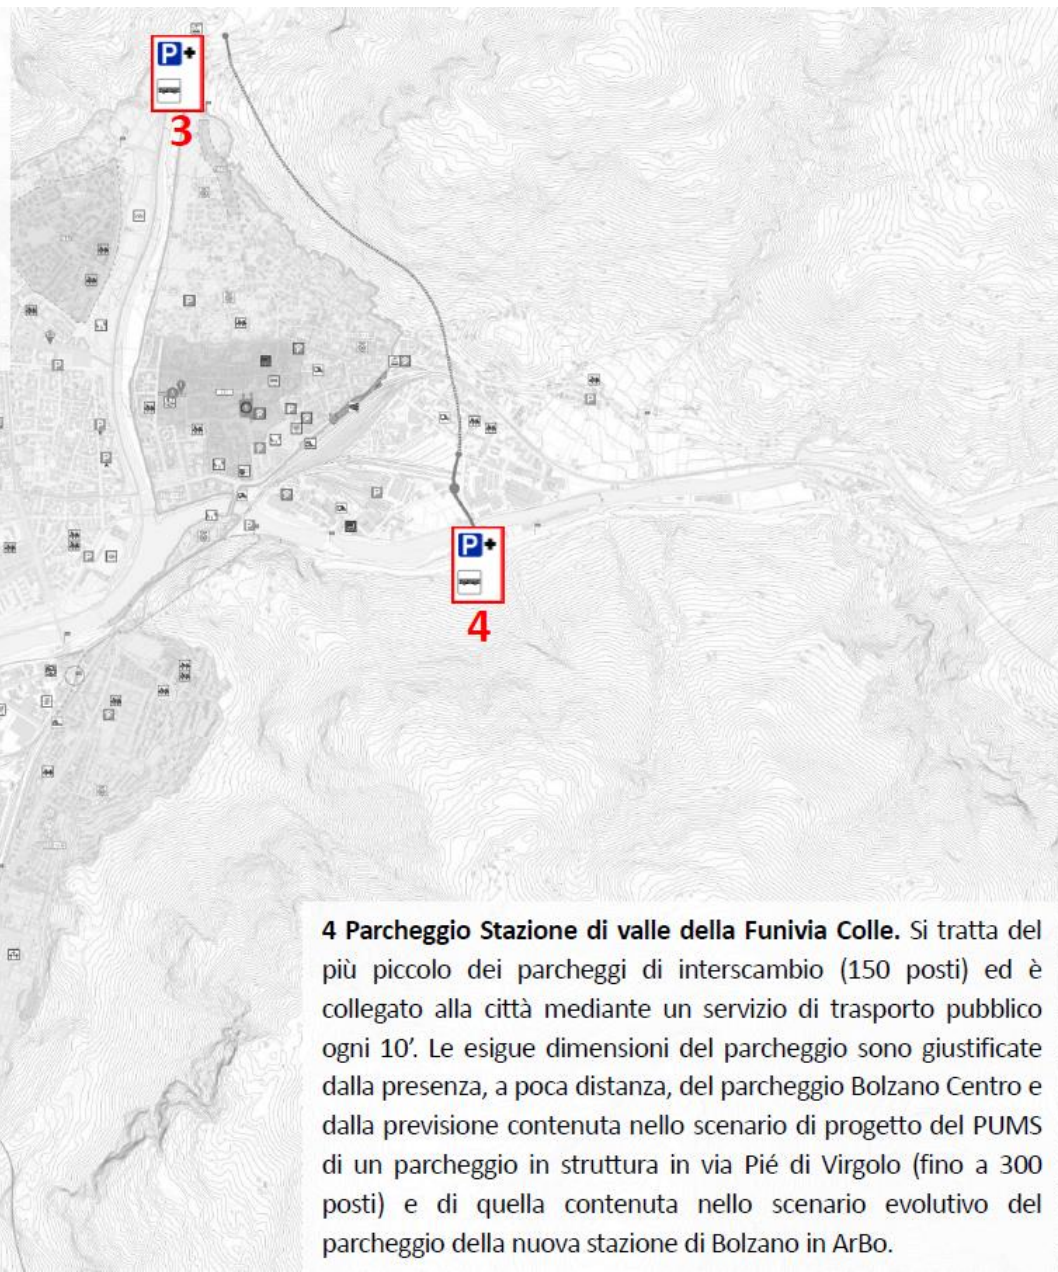 P+
3
P+
4
4 Parcheggio Stazione di valle della Funivia Colle. Si tratta del
più piccolo dei parcheggi di interscambio (150 posti) ed è
collegato alla città mediante un servizio di trasporto pubblico
ogni 10’. Le esigue dimensioni del parcheggio sono giustificate
dalla presenza, a poca distanza, del parcheggio Bolzano Centro e
dalla previsione contenuta nello scenario di progetto del PUMS
di un parcheggio in struttura in via Pié di Virgolo (fino a 300
posti) e di quella contenuta nello scenario evolutivo del
parcheggio della nuova stazione di Bolzano in ArBo.